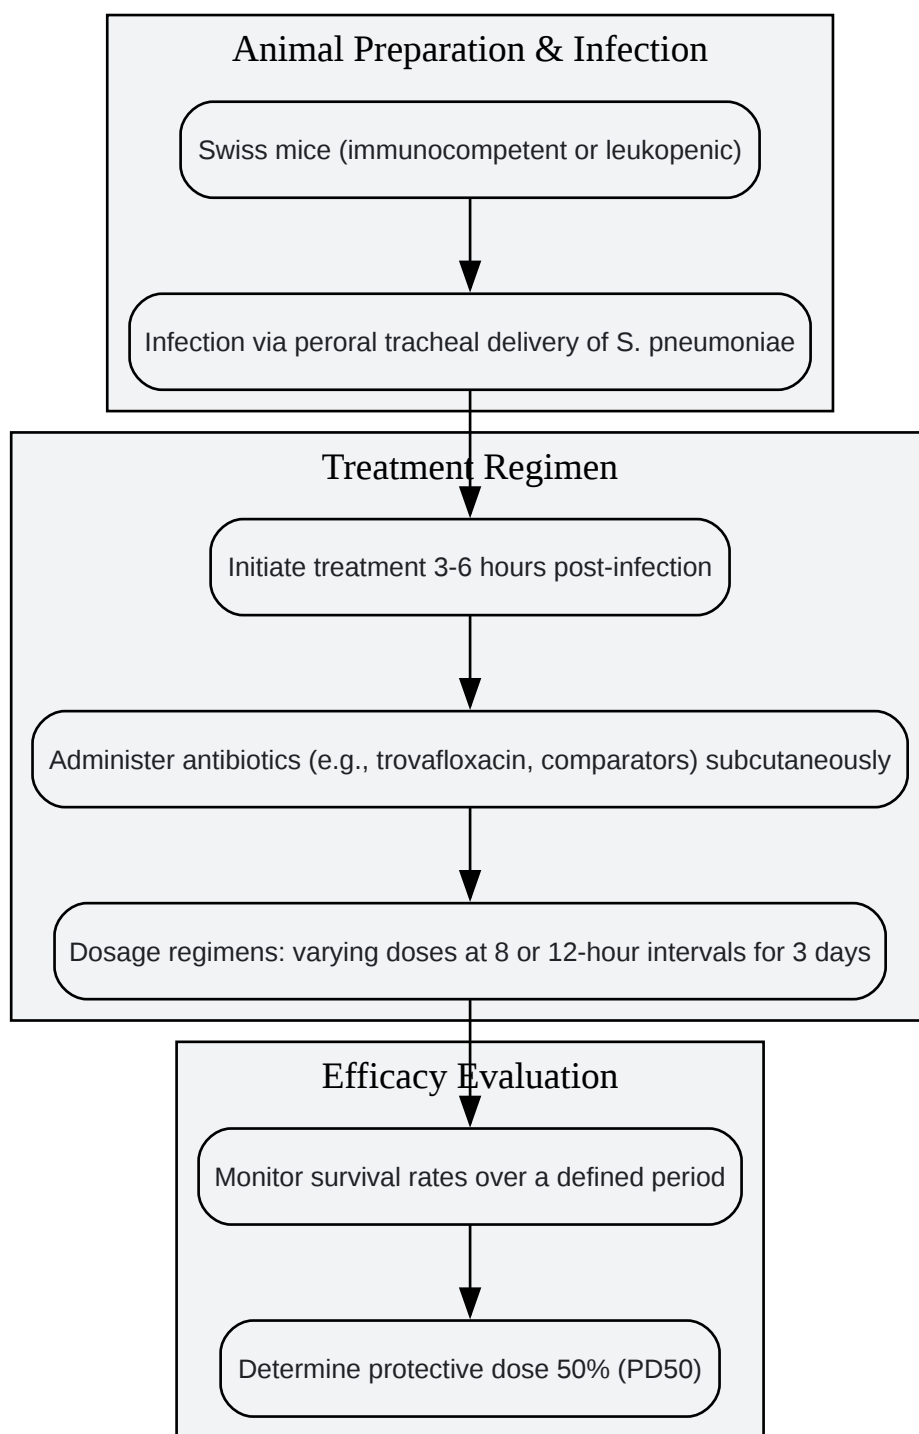 Animal Preparation & Infection
Swiss mice (immunocompetent or leukopenic)
Infection via peroral tracheal delivery of S. pneumoniae
Treatment Regimen
Initiate treatment 3-6 hours post-infection
Administer antibiotics (e.g., trovafloxacin, comparators) subcutaneously
Dosage regimens: varying doses at 8 or 12-hour intervals for 3 days
Efficacy Evaluation
Monitor survival rates over a defined period
Determine protective dose 50% (PD50)